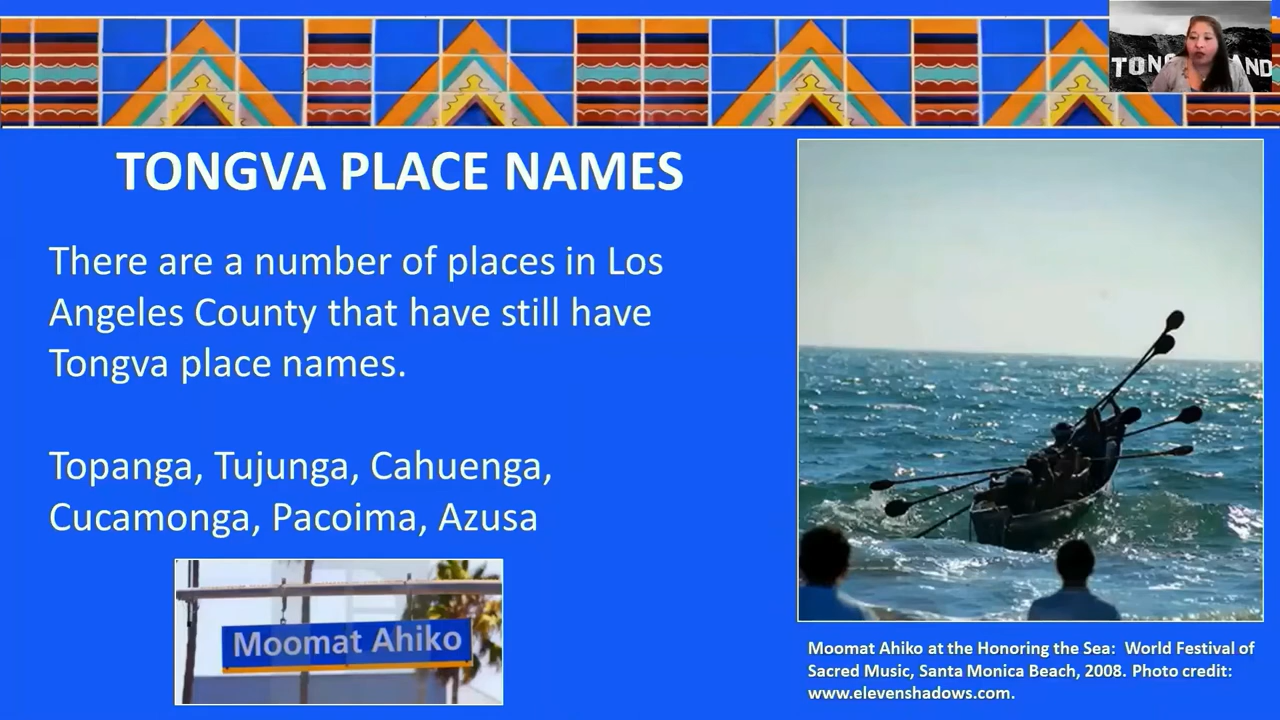 TONGVA PLACE NAMES
There are a number of places in Los
Angeles County that have still have
Tongva place names.
Topanga, Tujunga, Cahuenga,
Cucamonga, Pacoima, Azusa
Moomat Ahiko
Moomat Ahiko at the Honoring the Sea: World Festival of
Sacred Music, Santa Monica Beach, 2008. Photo credit:
www.elevenshadows.com.